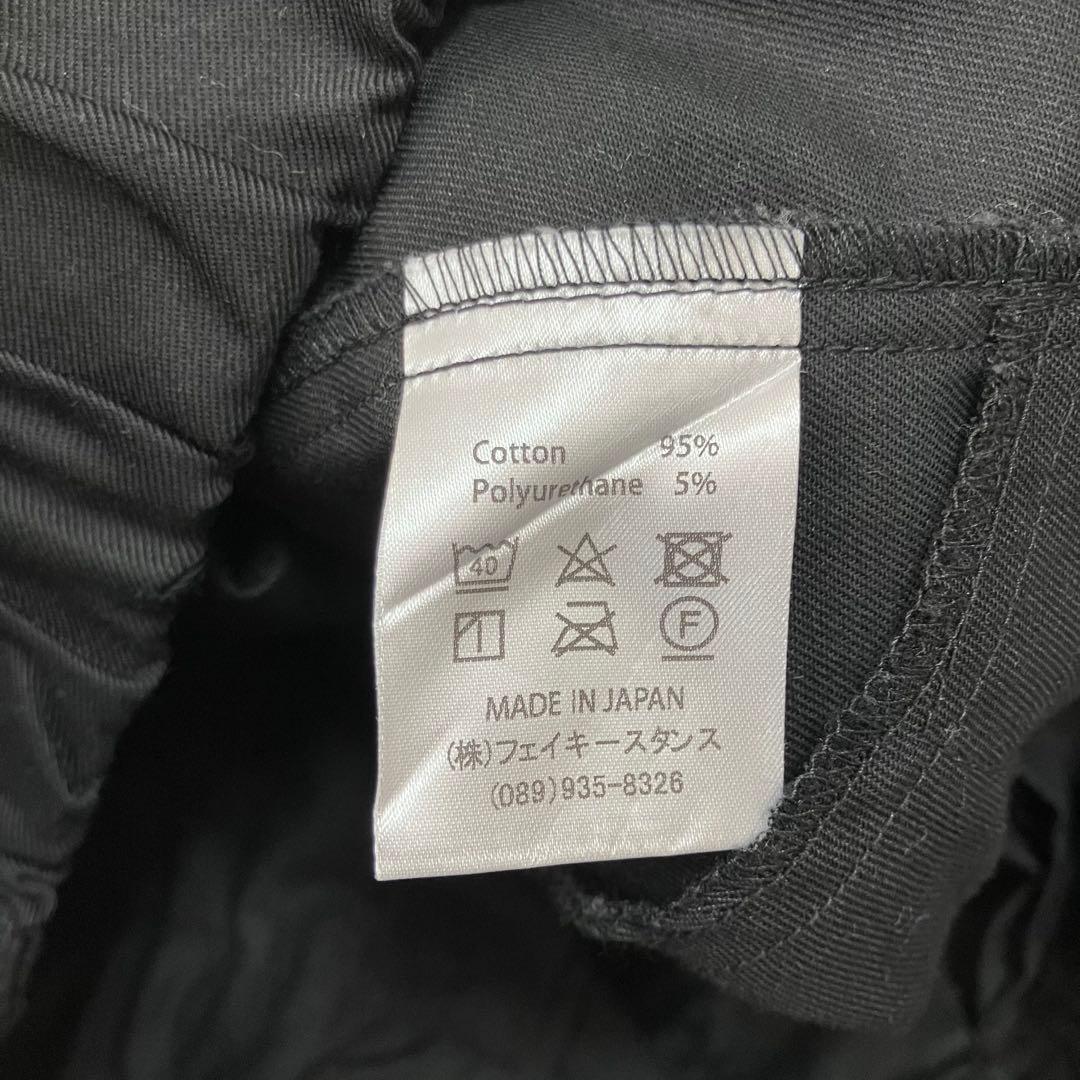 Cotton 95%
Polyurethane 5%
40
F
MADE IN JAPAN
(株)フェイキースタンス
(089)935-8326